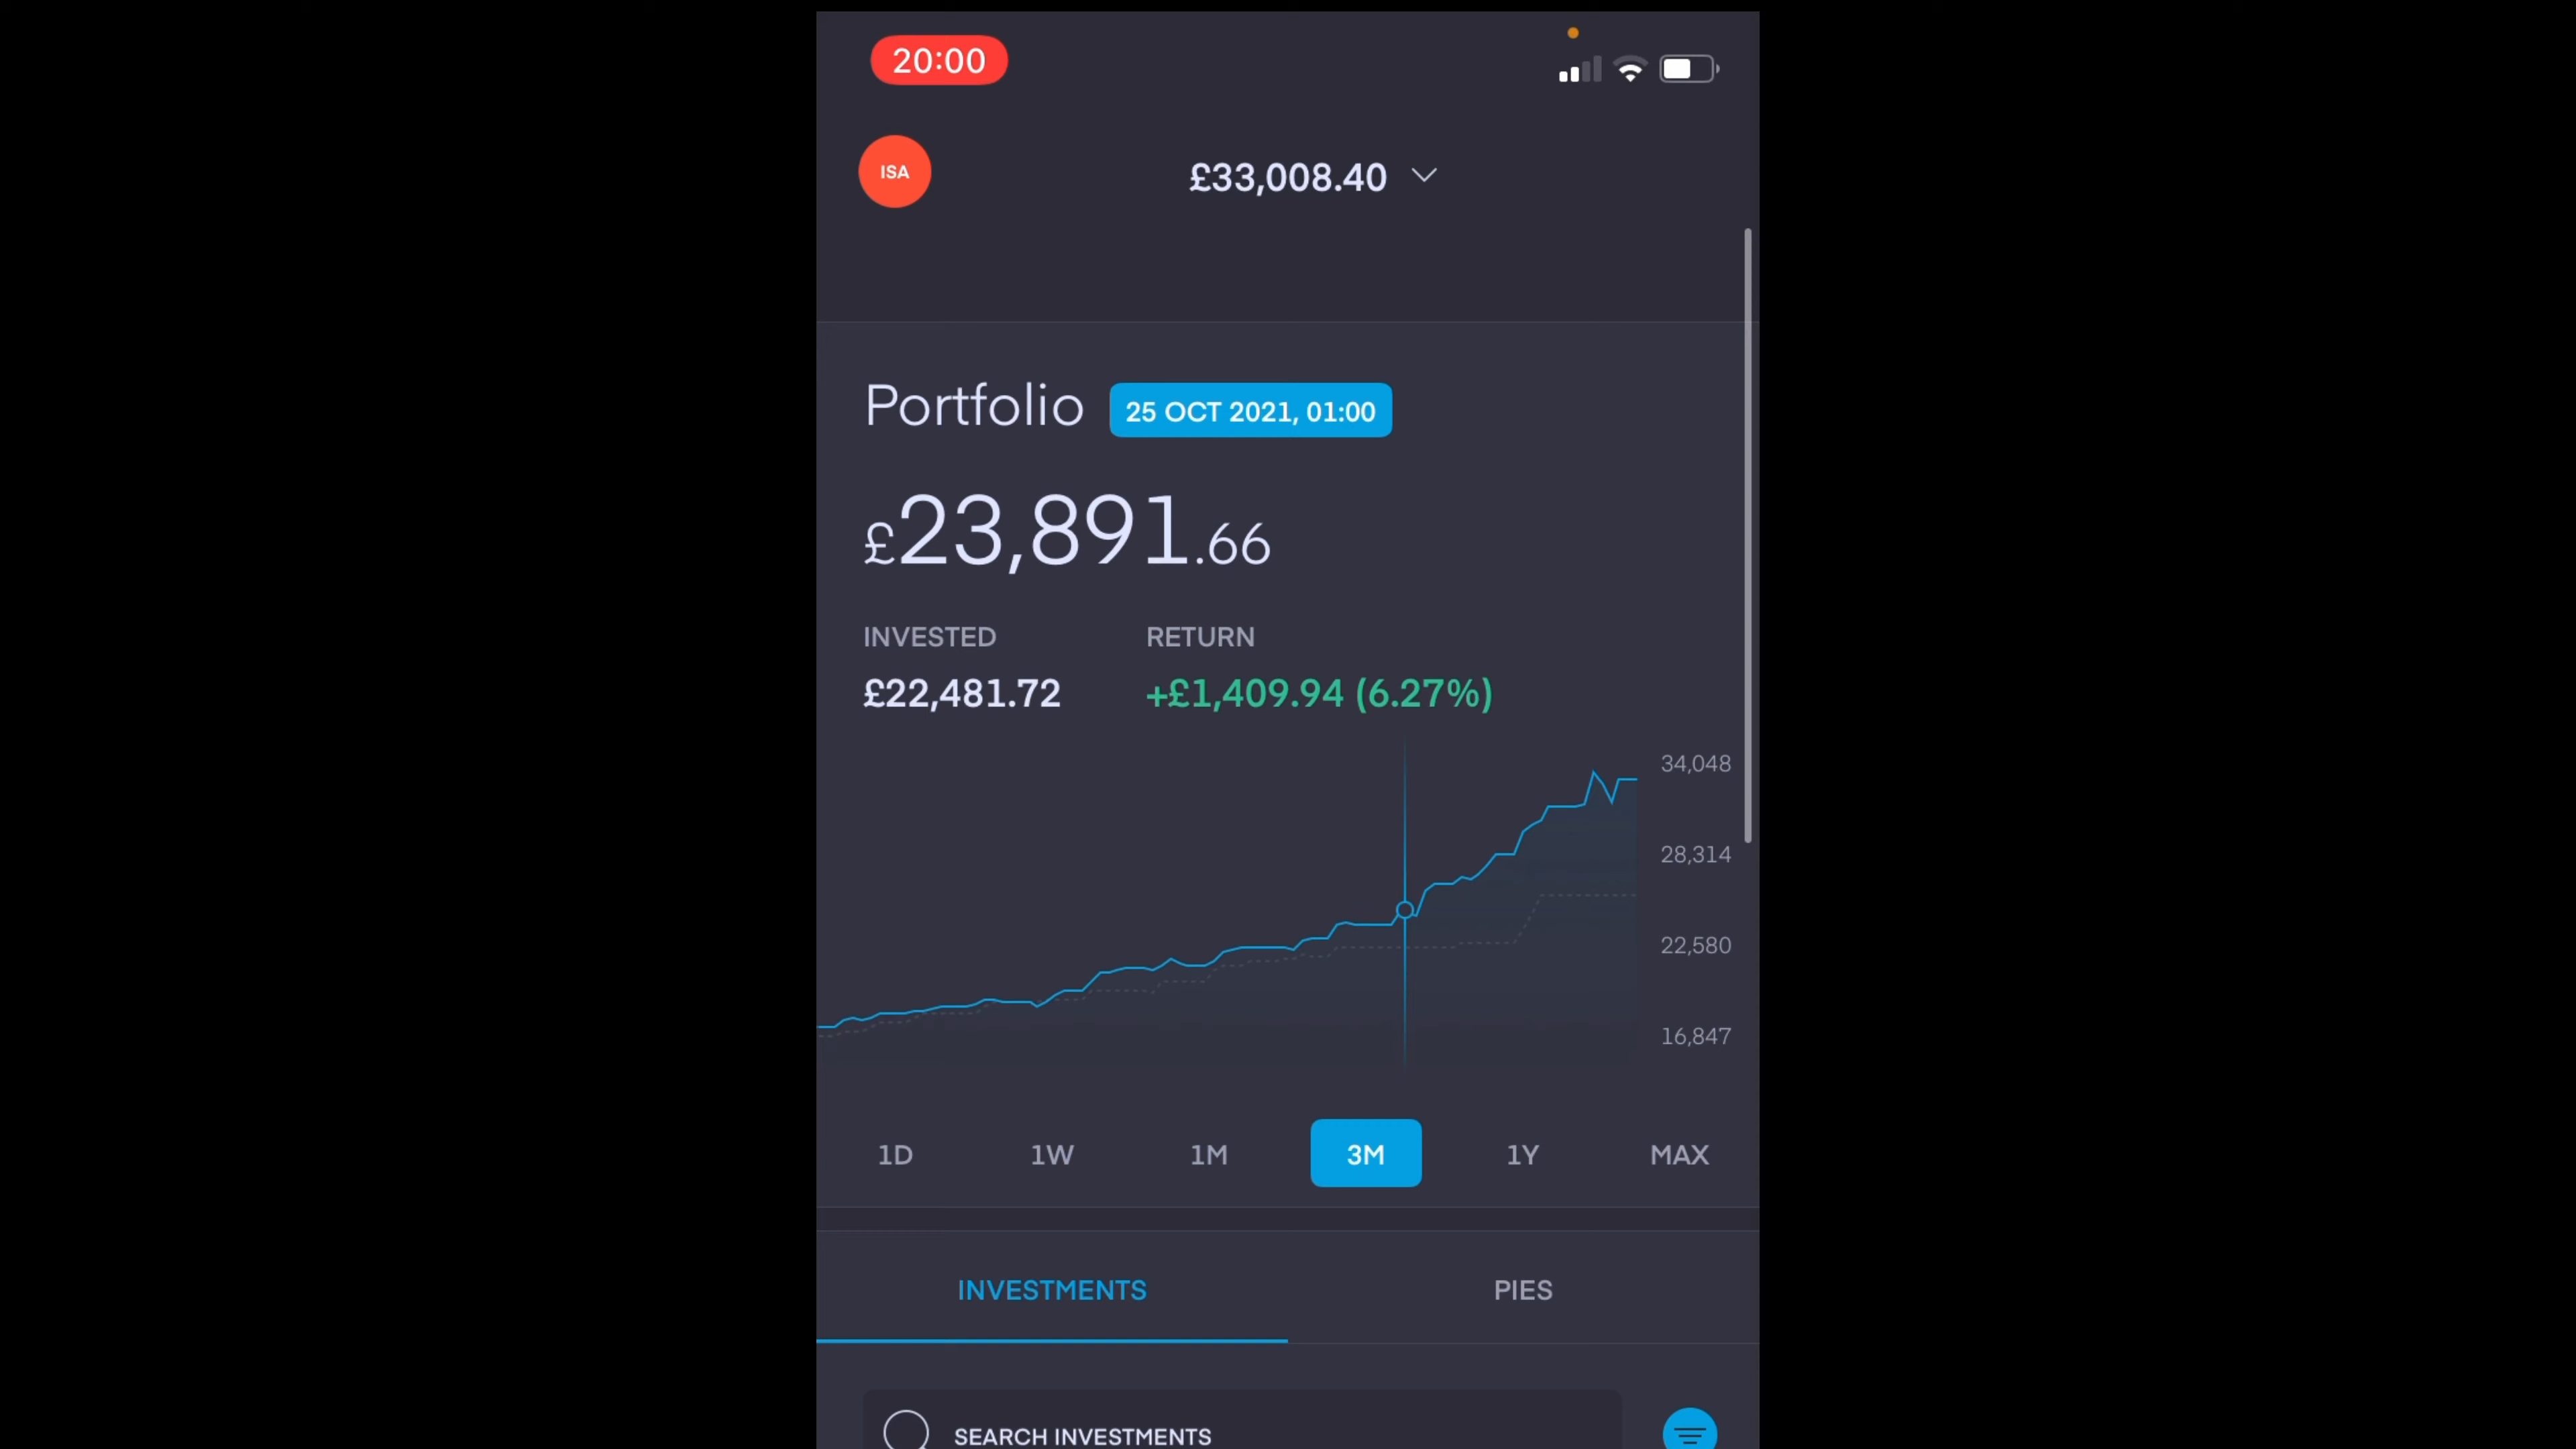 20:00
ISA
£33,008.40
Portfolio
25 OCT 2021, 01:00
£23,891.66
INVESTED
RETURN
£22,481.72
+£1,409.94 (6.27%)
34,048
28,314
22,580
16,847
1D
1W
1M
3M
1Y
MAX
INVESTMENTS
PIES
SEARCH INVESTMENTS